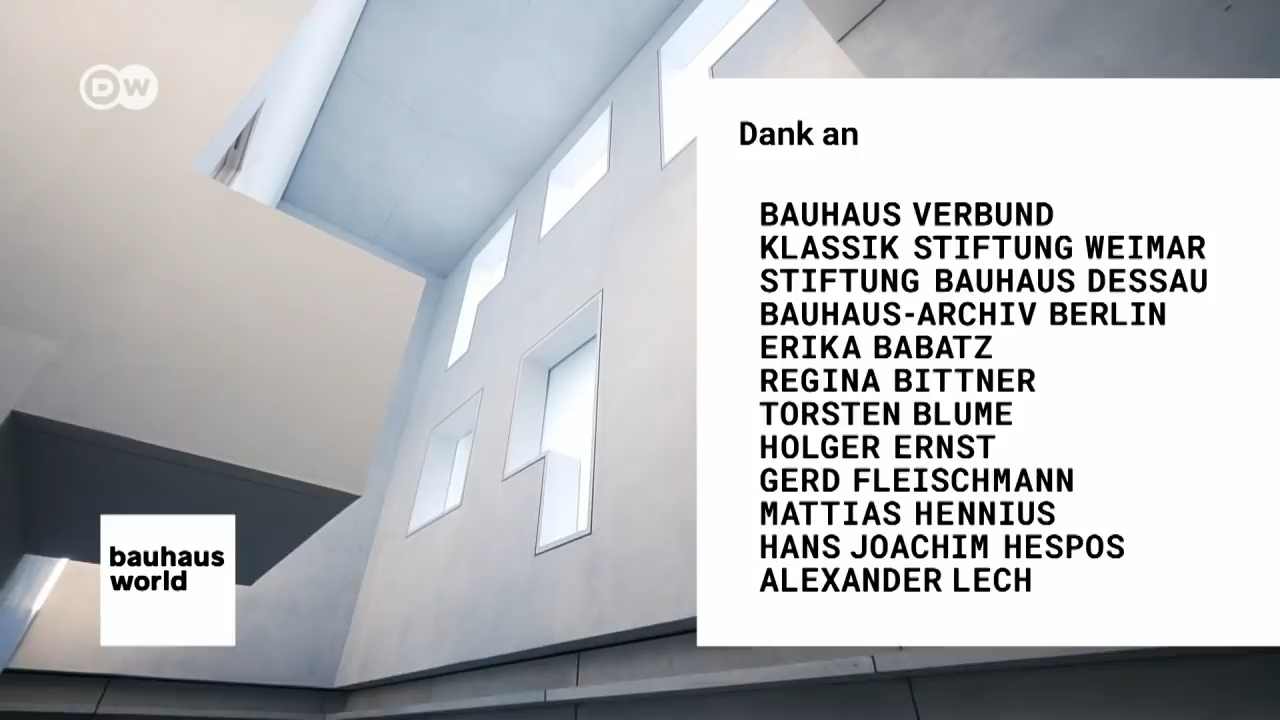 DW
Dank an
BAUHAUS VERBUND
KLASSIK STIFTUNG WEIMAR
STIFTUNG BAUHAUS DESSAU
BAUHAUS-ARCHIV BERLIN
ERIKA BABATZ
REGINA BITTNER
TORSTEN BLUME
HOLGER ERNST
GERD FLEISCHMANN
MATTIAS HENNIUS
HANS JOACHIM HESPOS
ALEXANDER LECH
bauhaus
world